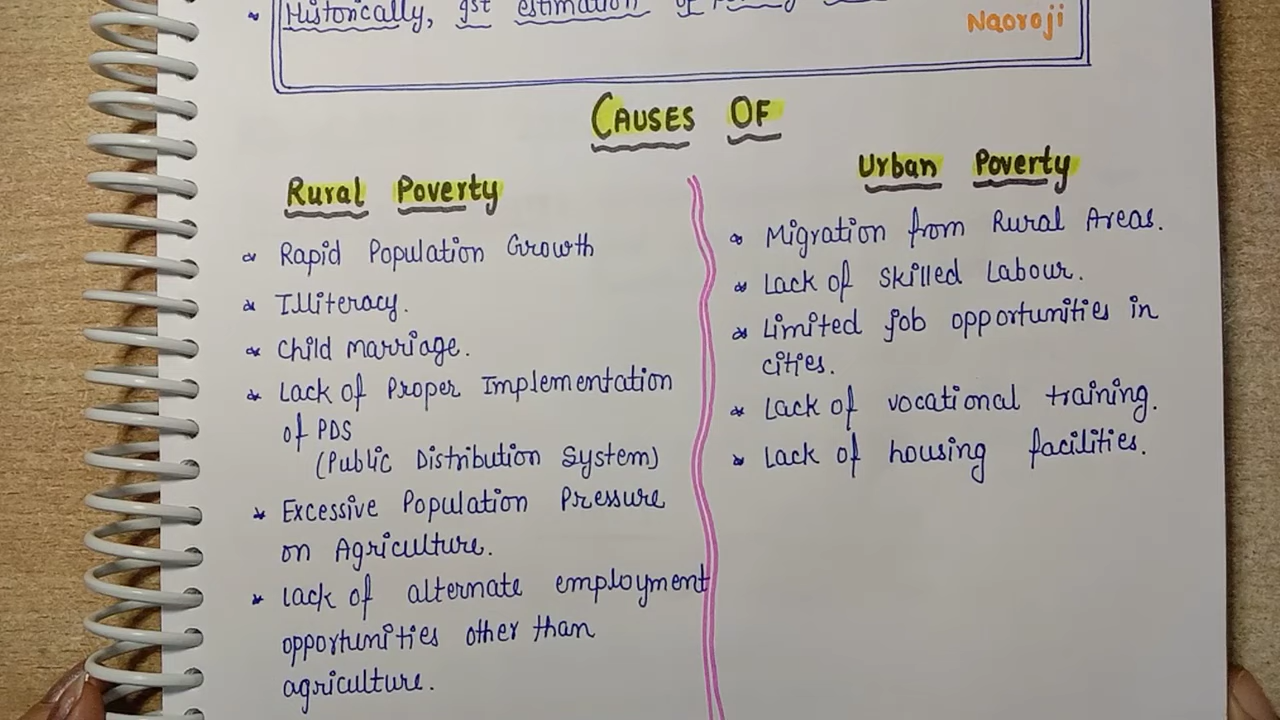 Historically, 1st estimation of
Naoroji
CAUSES OF
Rural Poverty
Rapid Population Growth
Illiteracy.
Child marriage.
Lack of Proper Implementation
of PDS
(Public Distribution System)
Excessive Population Pressure
on Agriculture.
Lack of alternate employment
opportunities other than
agriculture.
Urban Poverty
Migration from Rural Areas.
Lack of skilled Labour.
Limited job opportunities in
cities.
Lack of vocational training.
Lack of housing facilities.